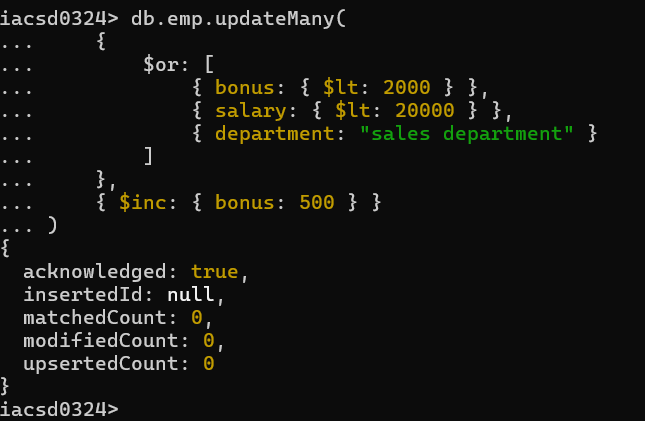 iacsd0324> db.emp.updateMany(
...     {
...         $or: [
...             { bonus: { $lt: 2000 } },
...             { salary: { $lt: 20000 } },
...             { department: "sales department" }
...         ]
...     },
...     { $inc: { bonus: 500 } }
... )
{
  acknowledged: true,
  insertedId: null,
  matchedCount: 0,
  modifiedCount: 0,
  upsertedCount: 0
}
iacsd0324>